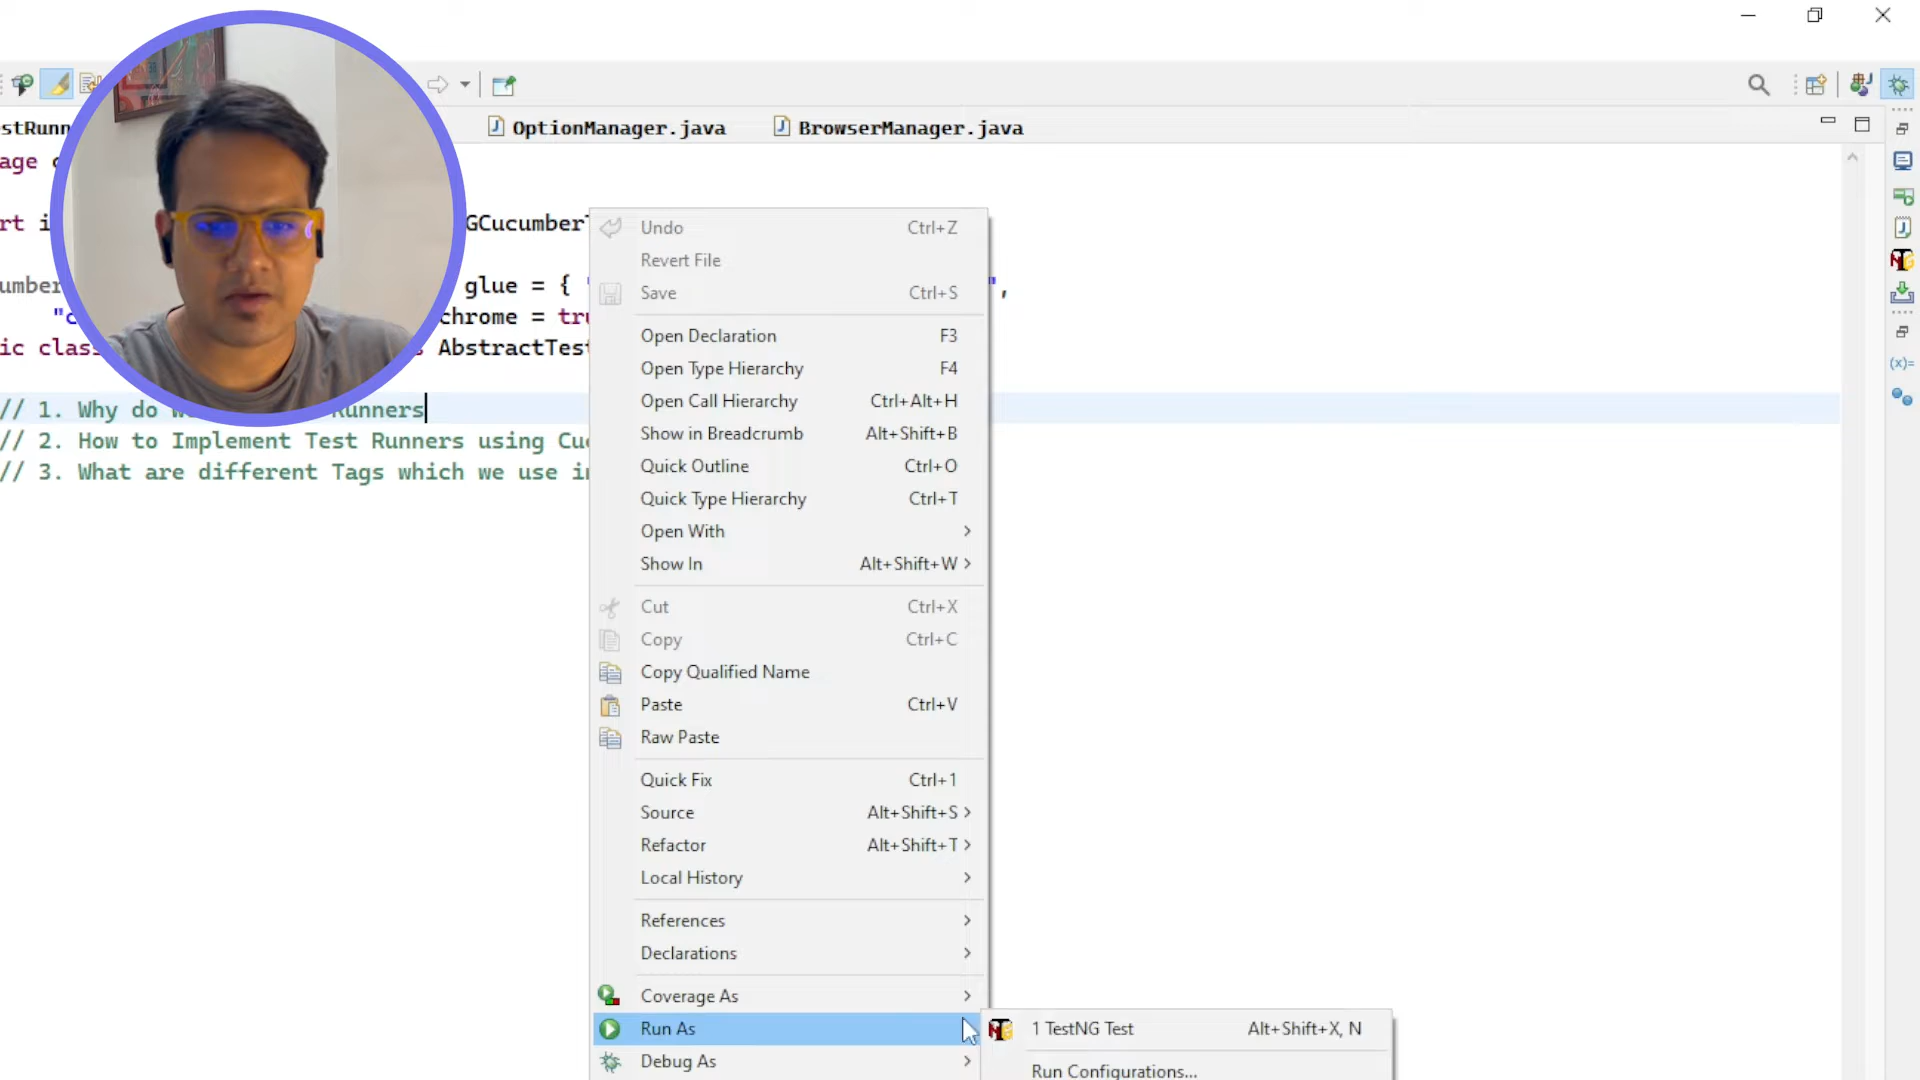 stRunn
OptionManager.java
BrowserManager.java
age
rt i
GCucumber
umber
glue = {
",
"c
chrome = tru
ic clas
AbstractTest
// 1. Why do
Runners
// 2. How to Implement Test Runners using Cu
// 3. What are different Tags which we use in
Undo Ctrl+Z
Revert File
Save Ctrl+S
Open Declaration F3
Open Type Hierarchy F4
Open Call Hierarchy Ctrl+Alt+H
Show in Breadcrumb Alt+Shift+B
Quick Outline Ctrl+O
Quick Type Hierarchy Ctrl+T
Open With
Show In Alt+Shift+W
Cut Ctrl+X
Copy Ctrl+C
Copy Qualified Name
Paste Ctrl+V
Raw Paste
Quick Fix Ctrl+1
Source Alt+Shift+S
Refactor Alt+Shift+T
Local History
References
Declarations
Coverage As
Run As
Debug As
1 TestNG Test Alt+Shift+X, N
Run Configurations...
(x)=